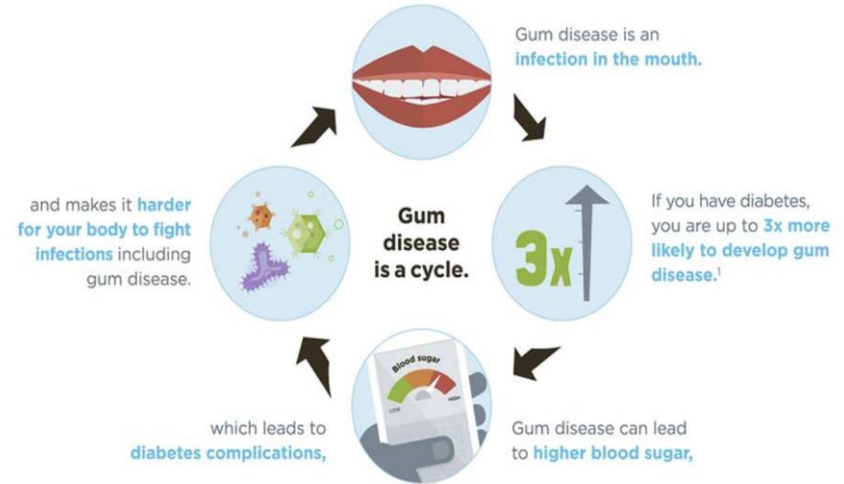 Gum disease is an
infection in the mouth.
If you have diabetes,
you are up to 3x more
likely to develop gum
disease.¹
3x
Gum disease can lead
to higher blood sugar,
Blood sugar
LOW
HIGH
which leads to
diabetes complications,
and makes it harder
for your body to fight
infections including
gum disease.
Gum
disease
is a cycle.